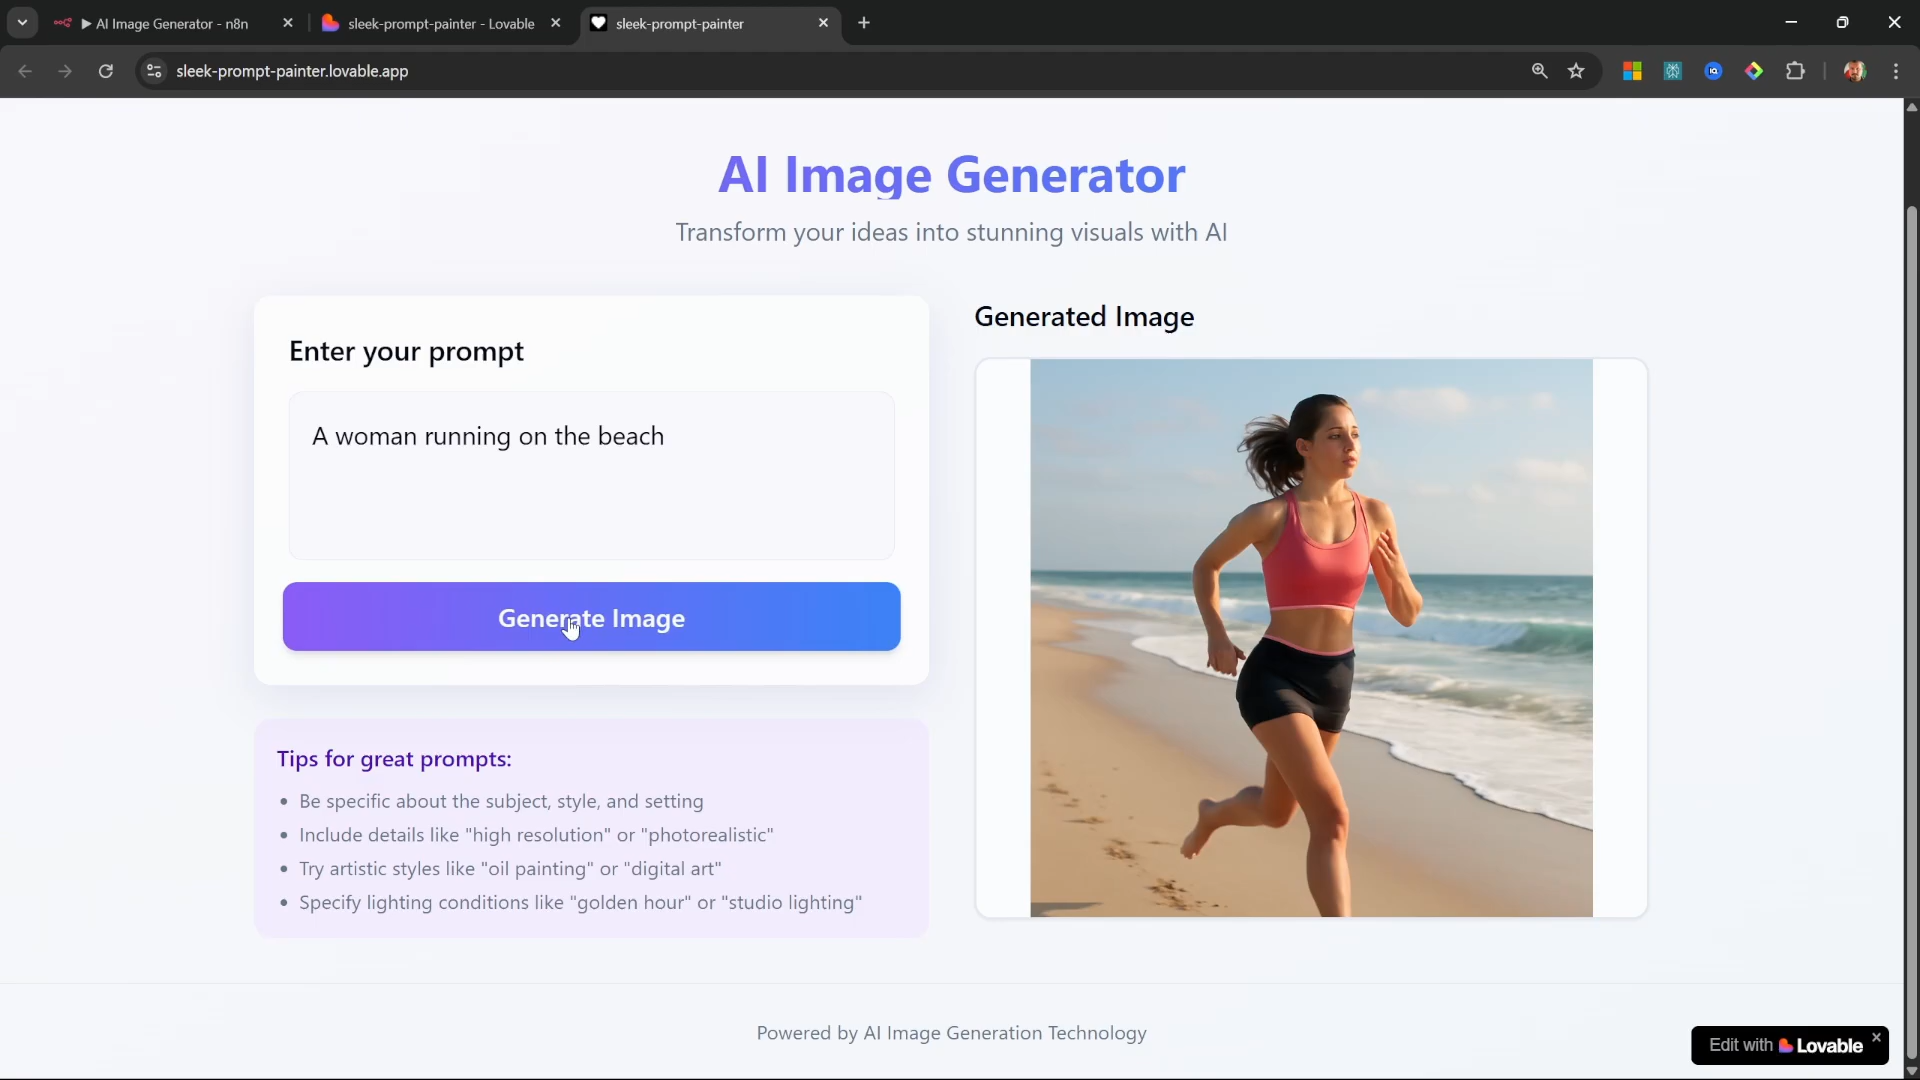 ▶ AI Image Generator - n8n
sleek-prompt-painter - Lovable
sleek-prompt-painter
sleek-prompt-painter.lovable.app
AI Image Generator
Transform your ideas into stunning visuals with AI
Enter your prompt
A woman running on the beach
Generate Image
Tips for great prompts:
• Be specific about the subject, style, and setting
• Include details like "high resolution" or "photorealistic"
• Try artistic styles like "oil painting" or "digital art"
• Specify lighting conditions like "golden hour" or "studio lighting"
Generated Image
Powered by AI Image Generation Technology
Edit with Lovable